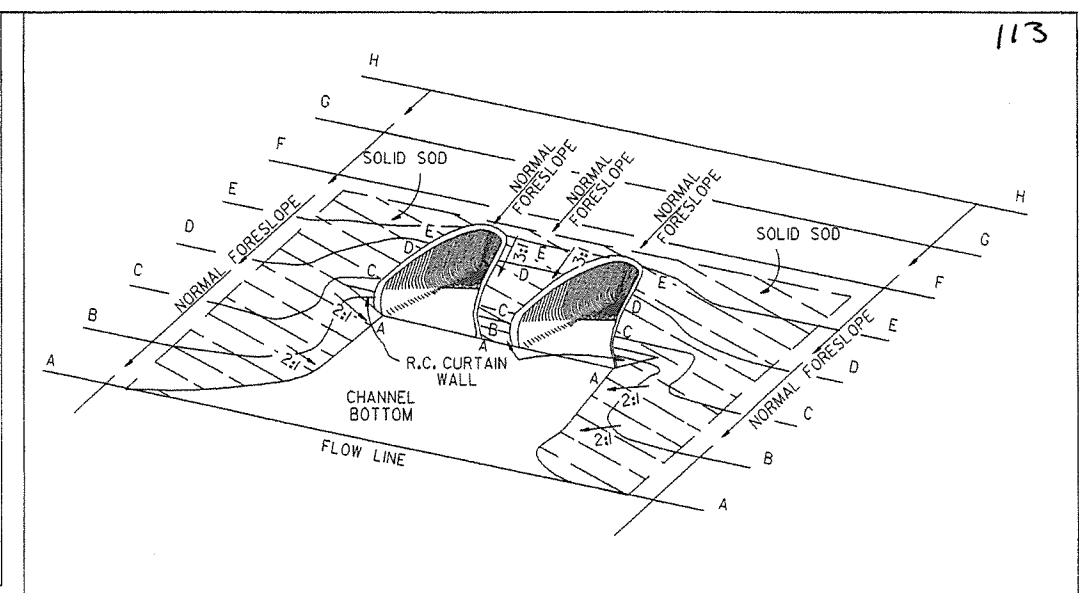 113
H
G
F
SOLID SOD
NORMAL
FORESLOPE
NORMAL
FORESLOPE
NORMAL
FORESLOPE
H
E
G
SOLID SOD
D
NORMAL FORESLOPE
E
D
3:1
E
D
3:1
E
F
C
C
C
D
C
E
B
2:1
A
B
A
D
A
2:1
R.C. CURTAIN
WALL
A
2:1
NORMAL FORESLOPE
C
CHANNEL
BOTTOM
2:1
B
FLOW LINE
A